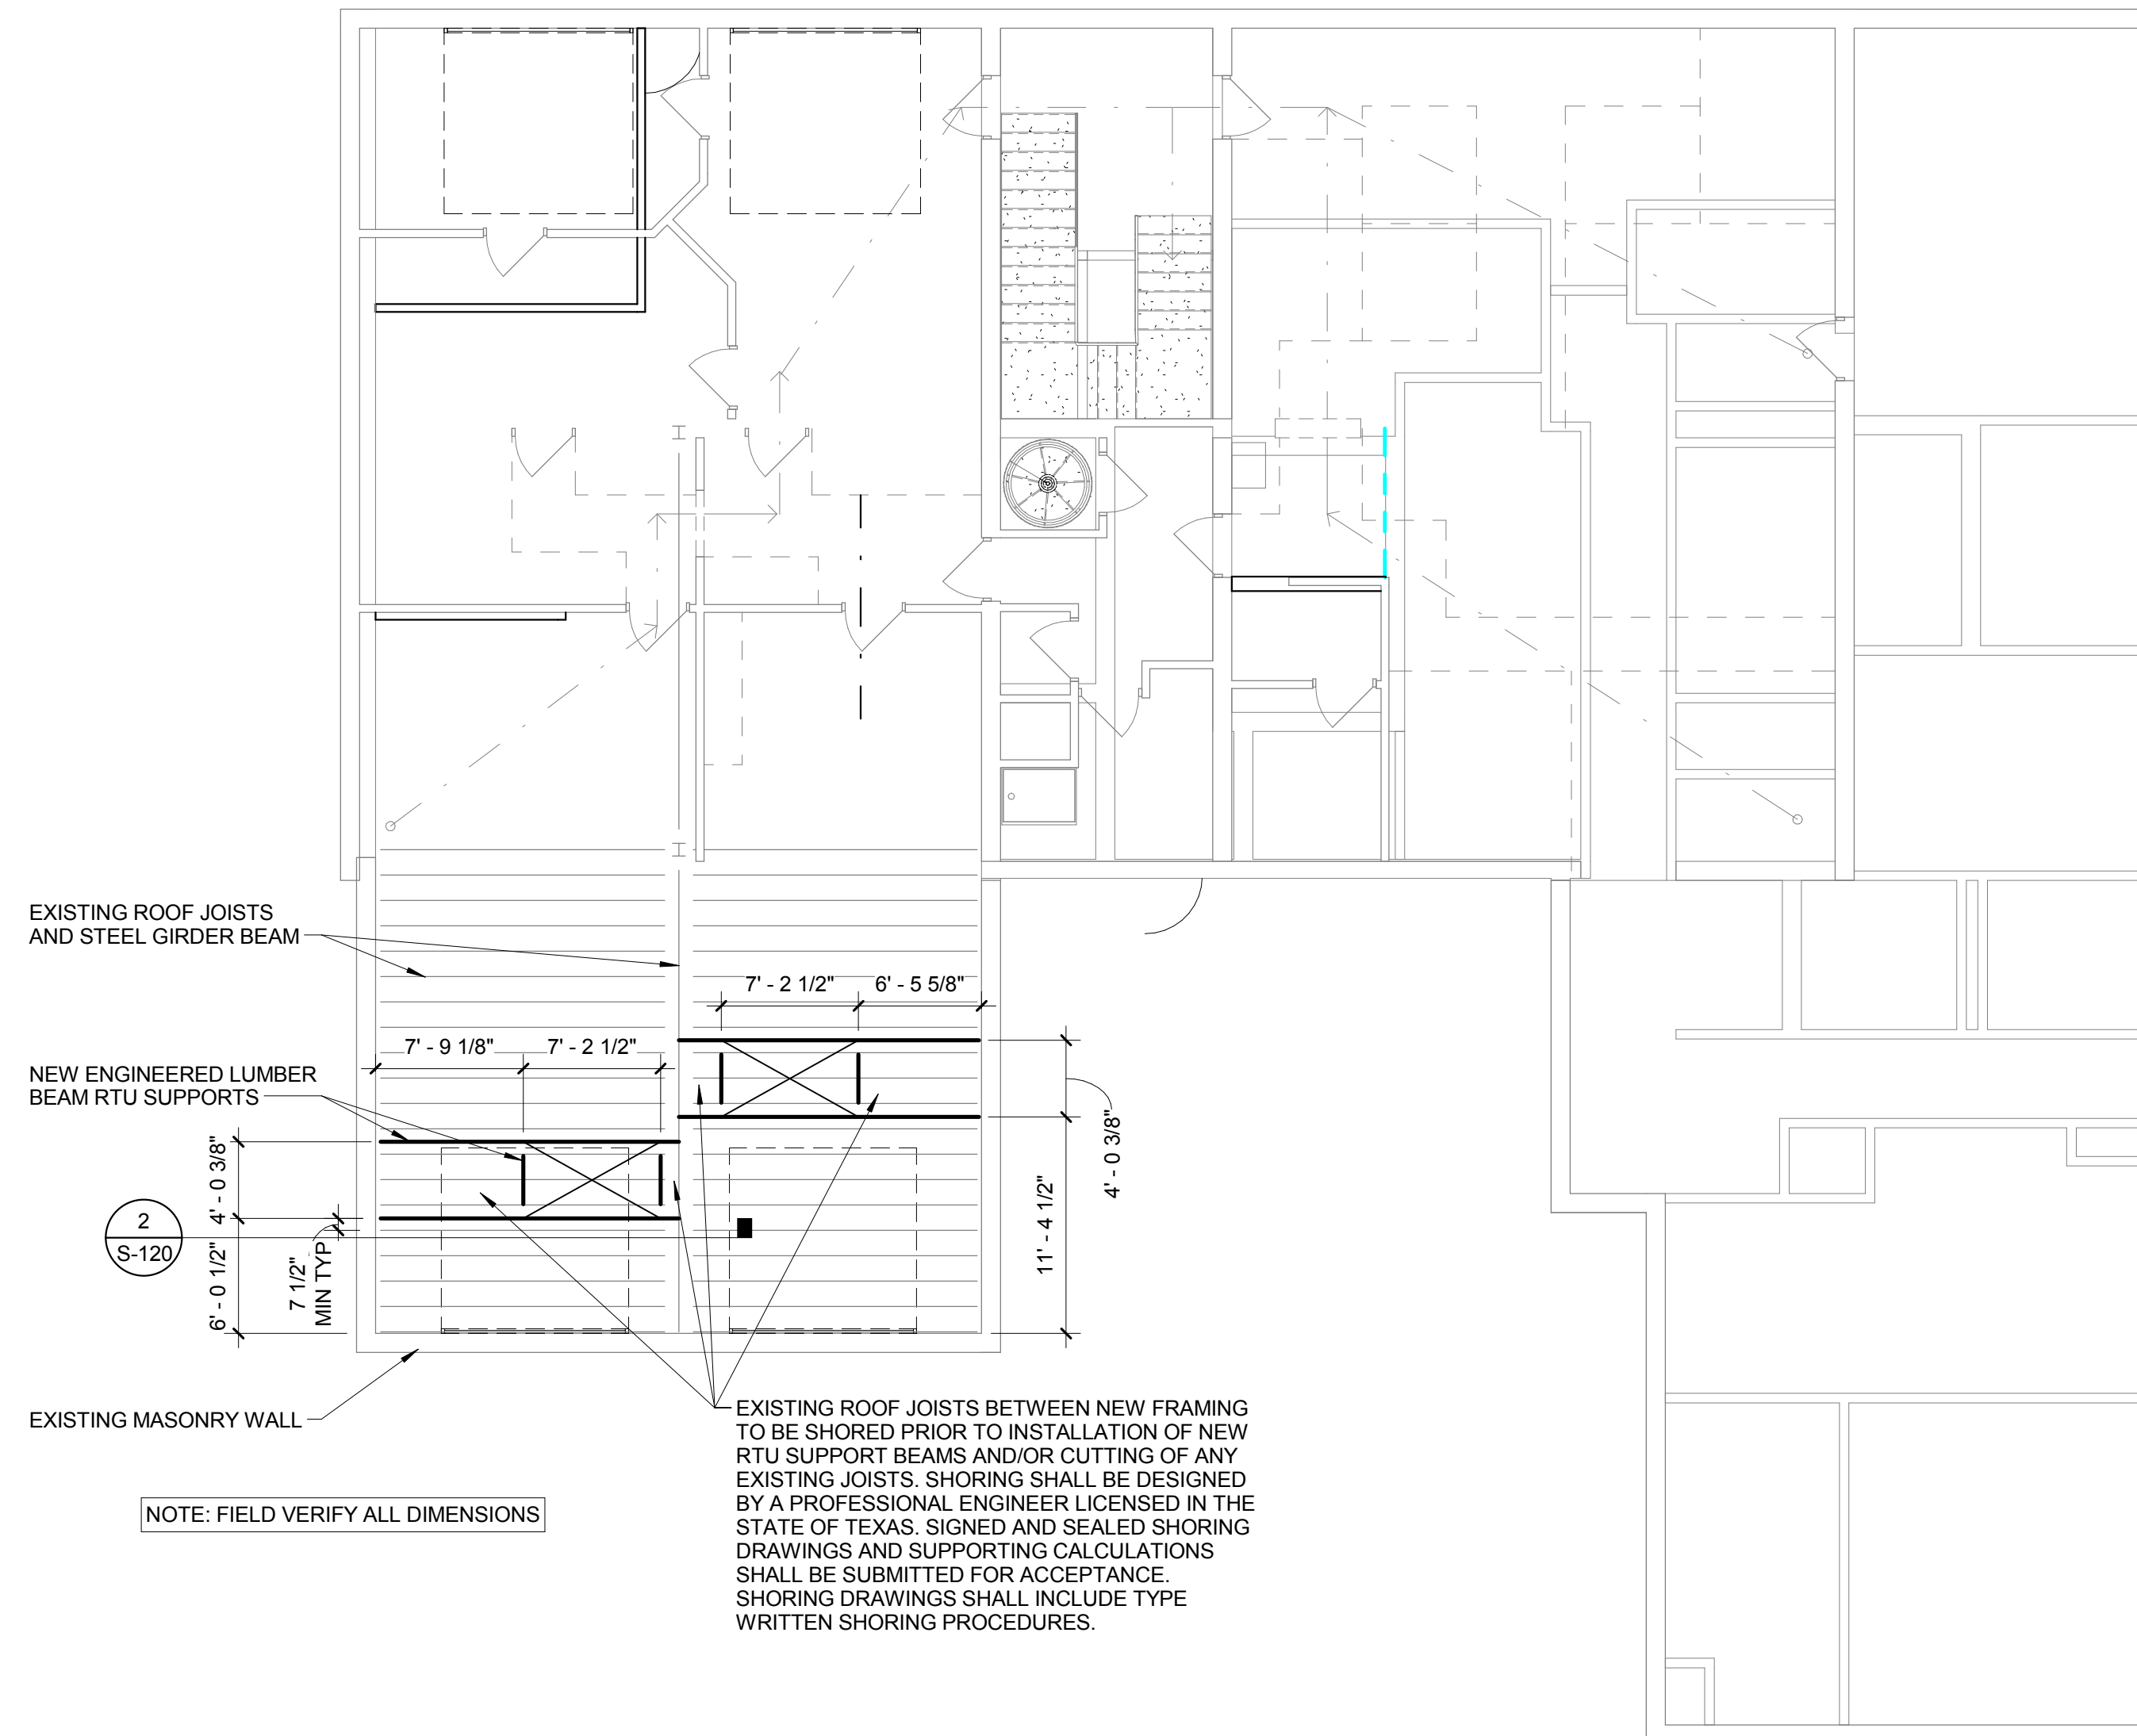 EXISTING ROOF JOISTS
AND STEEL GIRDER BEAM
7' - 2 1/2"
6' - 5 5/8"
7' - 9 1/8"
7' - 2 1/2"
NEW ENGINEERED LUMBER
BEAM RTU SUPPORTS
4' - 0 3/8"
4' - 0 3/8"
11' - 4 1/2"
2
S-120
6' - 0 1/2"
7 1/2"
MIN TYP
EXISTING MASONRY WALL
EXISTING ROOF JOISTS BETWEEN NEW FRAMING
TO BE SHORED PRIOR TO INSTALLATION OF NEW
RTU SUPPORT BEAMS AND/OR CUTTING OF ANY
EXISTING JOISTS. SHORING SHALL BE DESIGNED
BY A PROFESSIONAL ENGINEER LICENSED IN THE
STATE OF TEXAS. SIGNED AND SEALED SHORING
DRAWINGS AND SUPPORTING CALCULATIONS
SHALL BE SUBMITTED FOR ACCEPTANCE.
SHORING DRAWINGS SHALL INCLUDE TYPE
WRITTEN SHORING PROCEDURES.
NOTE: FIELD VERIFY ALL DIMENSIONS